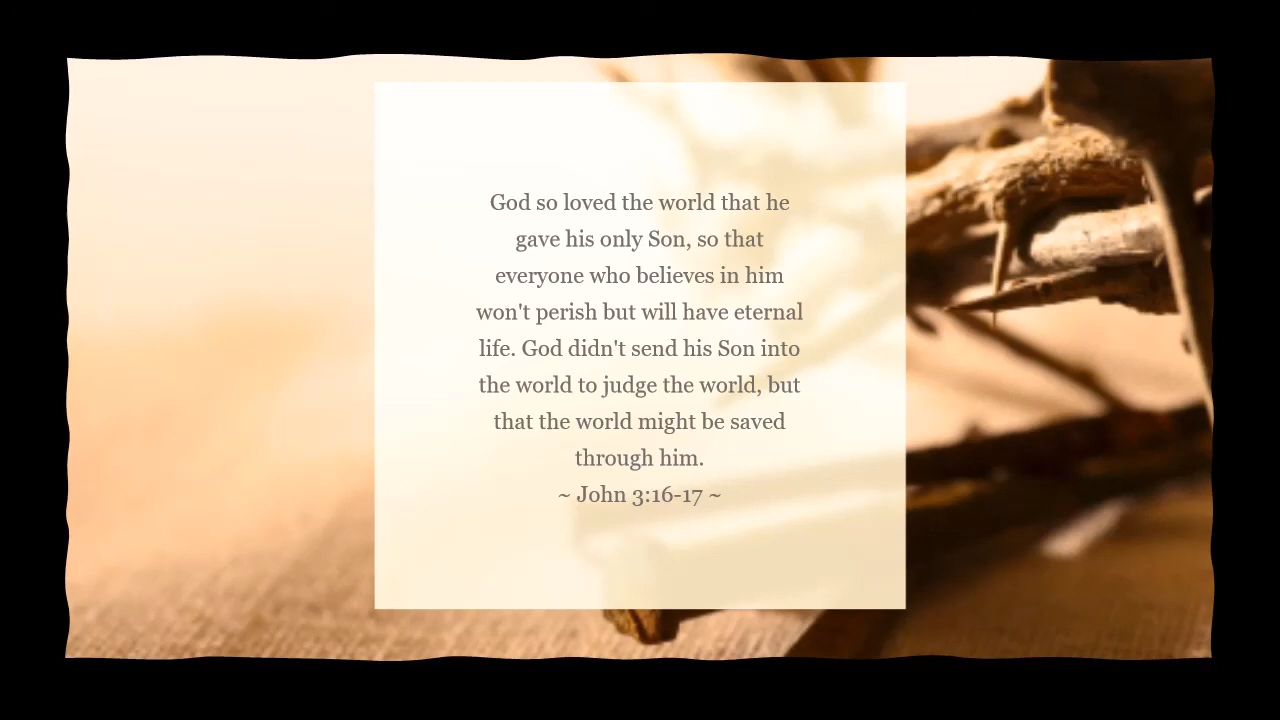 God so loved the world that he
gave his only Son, so that
everyone who believes in him
won't perish but will have eternal
life. God didn't send his Son into
the world to judge the world, but
that the world might be saved
through him.
~ John 3:16-17 ~